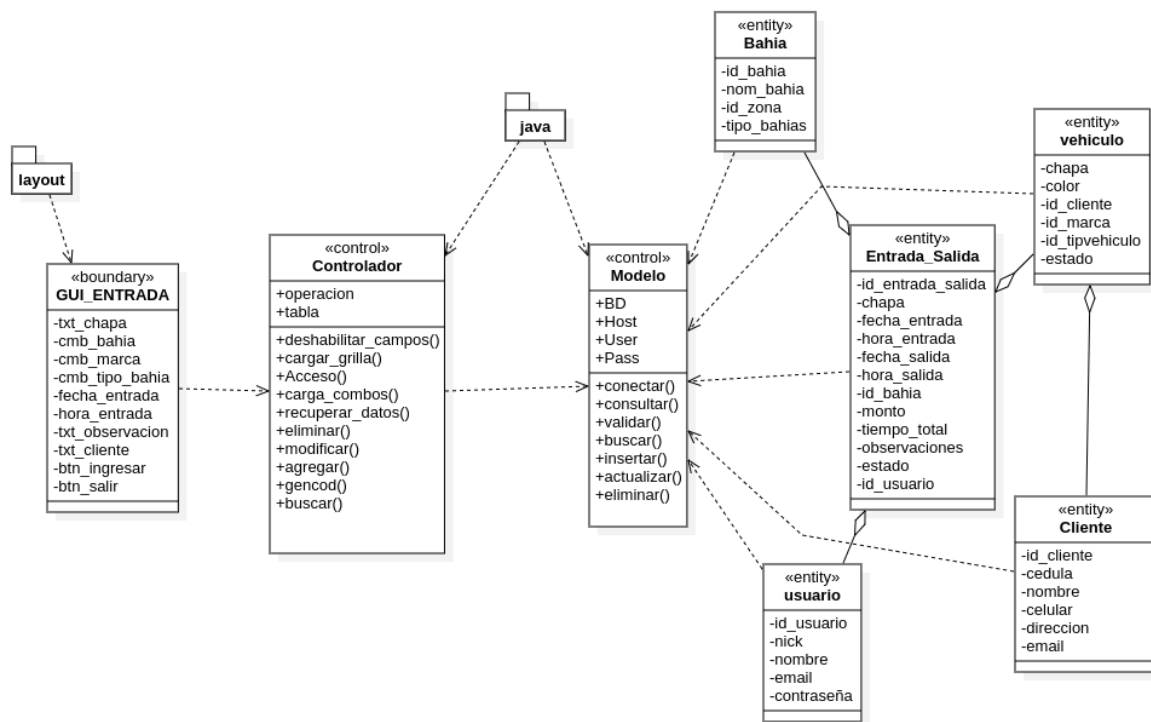 layout
«boundary»
GUI_ENTRADA
-txt_chapa
-cmb_bahia
-cmb_marca
-cmb_tipo_bahia
-fecha_entrada
-hora_entrada
-txt_observacion
-txt_cliente
-btn_ingresar
-btn_salir
java
«control»
Controlador
+operacion
+tabla
+deshabilitar_campos()
+cargar_grilla()
+Acceso()
+carga_combos()
+recuperar_datos()
+eliminar()
+modificar()
+agregar()
+gencod()
+buscar()
«control»
Modelo
+BD
+Host
+User
+Pass
+conectar()
+consultar()
+validar()
+buscar()
+insertar()
+actualizar()
+eliminar()
«entity»
Bahia
-id_bahia
-nom_bahia
-id_zona
-tipo_bahias
«entity»
vehiculo
-chapa
-color
-id_cliente
-id_marca
-id_tipvehiculo
-estado
«entity»
Entrada_Salida
-id_entrada_salida
-chapa
-fecha_entrada
-hora_entrada
-fecha_salida
-hora_salida
-id_bahia
-monto
-tiempo_total
-observaciones
-estado
-id_usuario
«entity»
usuario
-id_usuario
-nick
-nombre
-email
-contraseña
«entity»
Cliente
-id_cliente
-cedula
-nombre
-celular
-direccion
-email